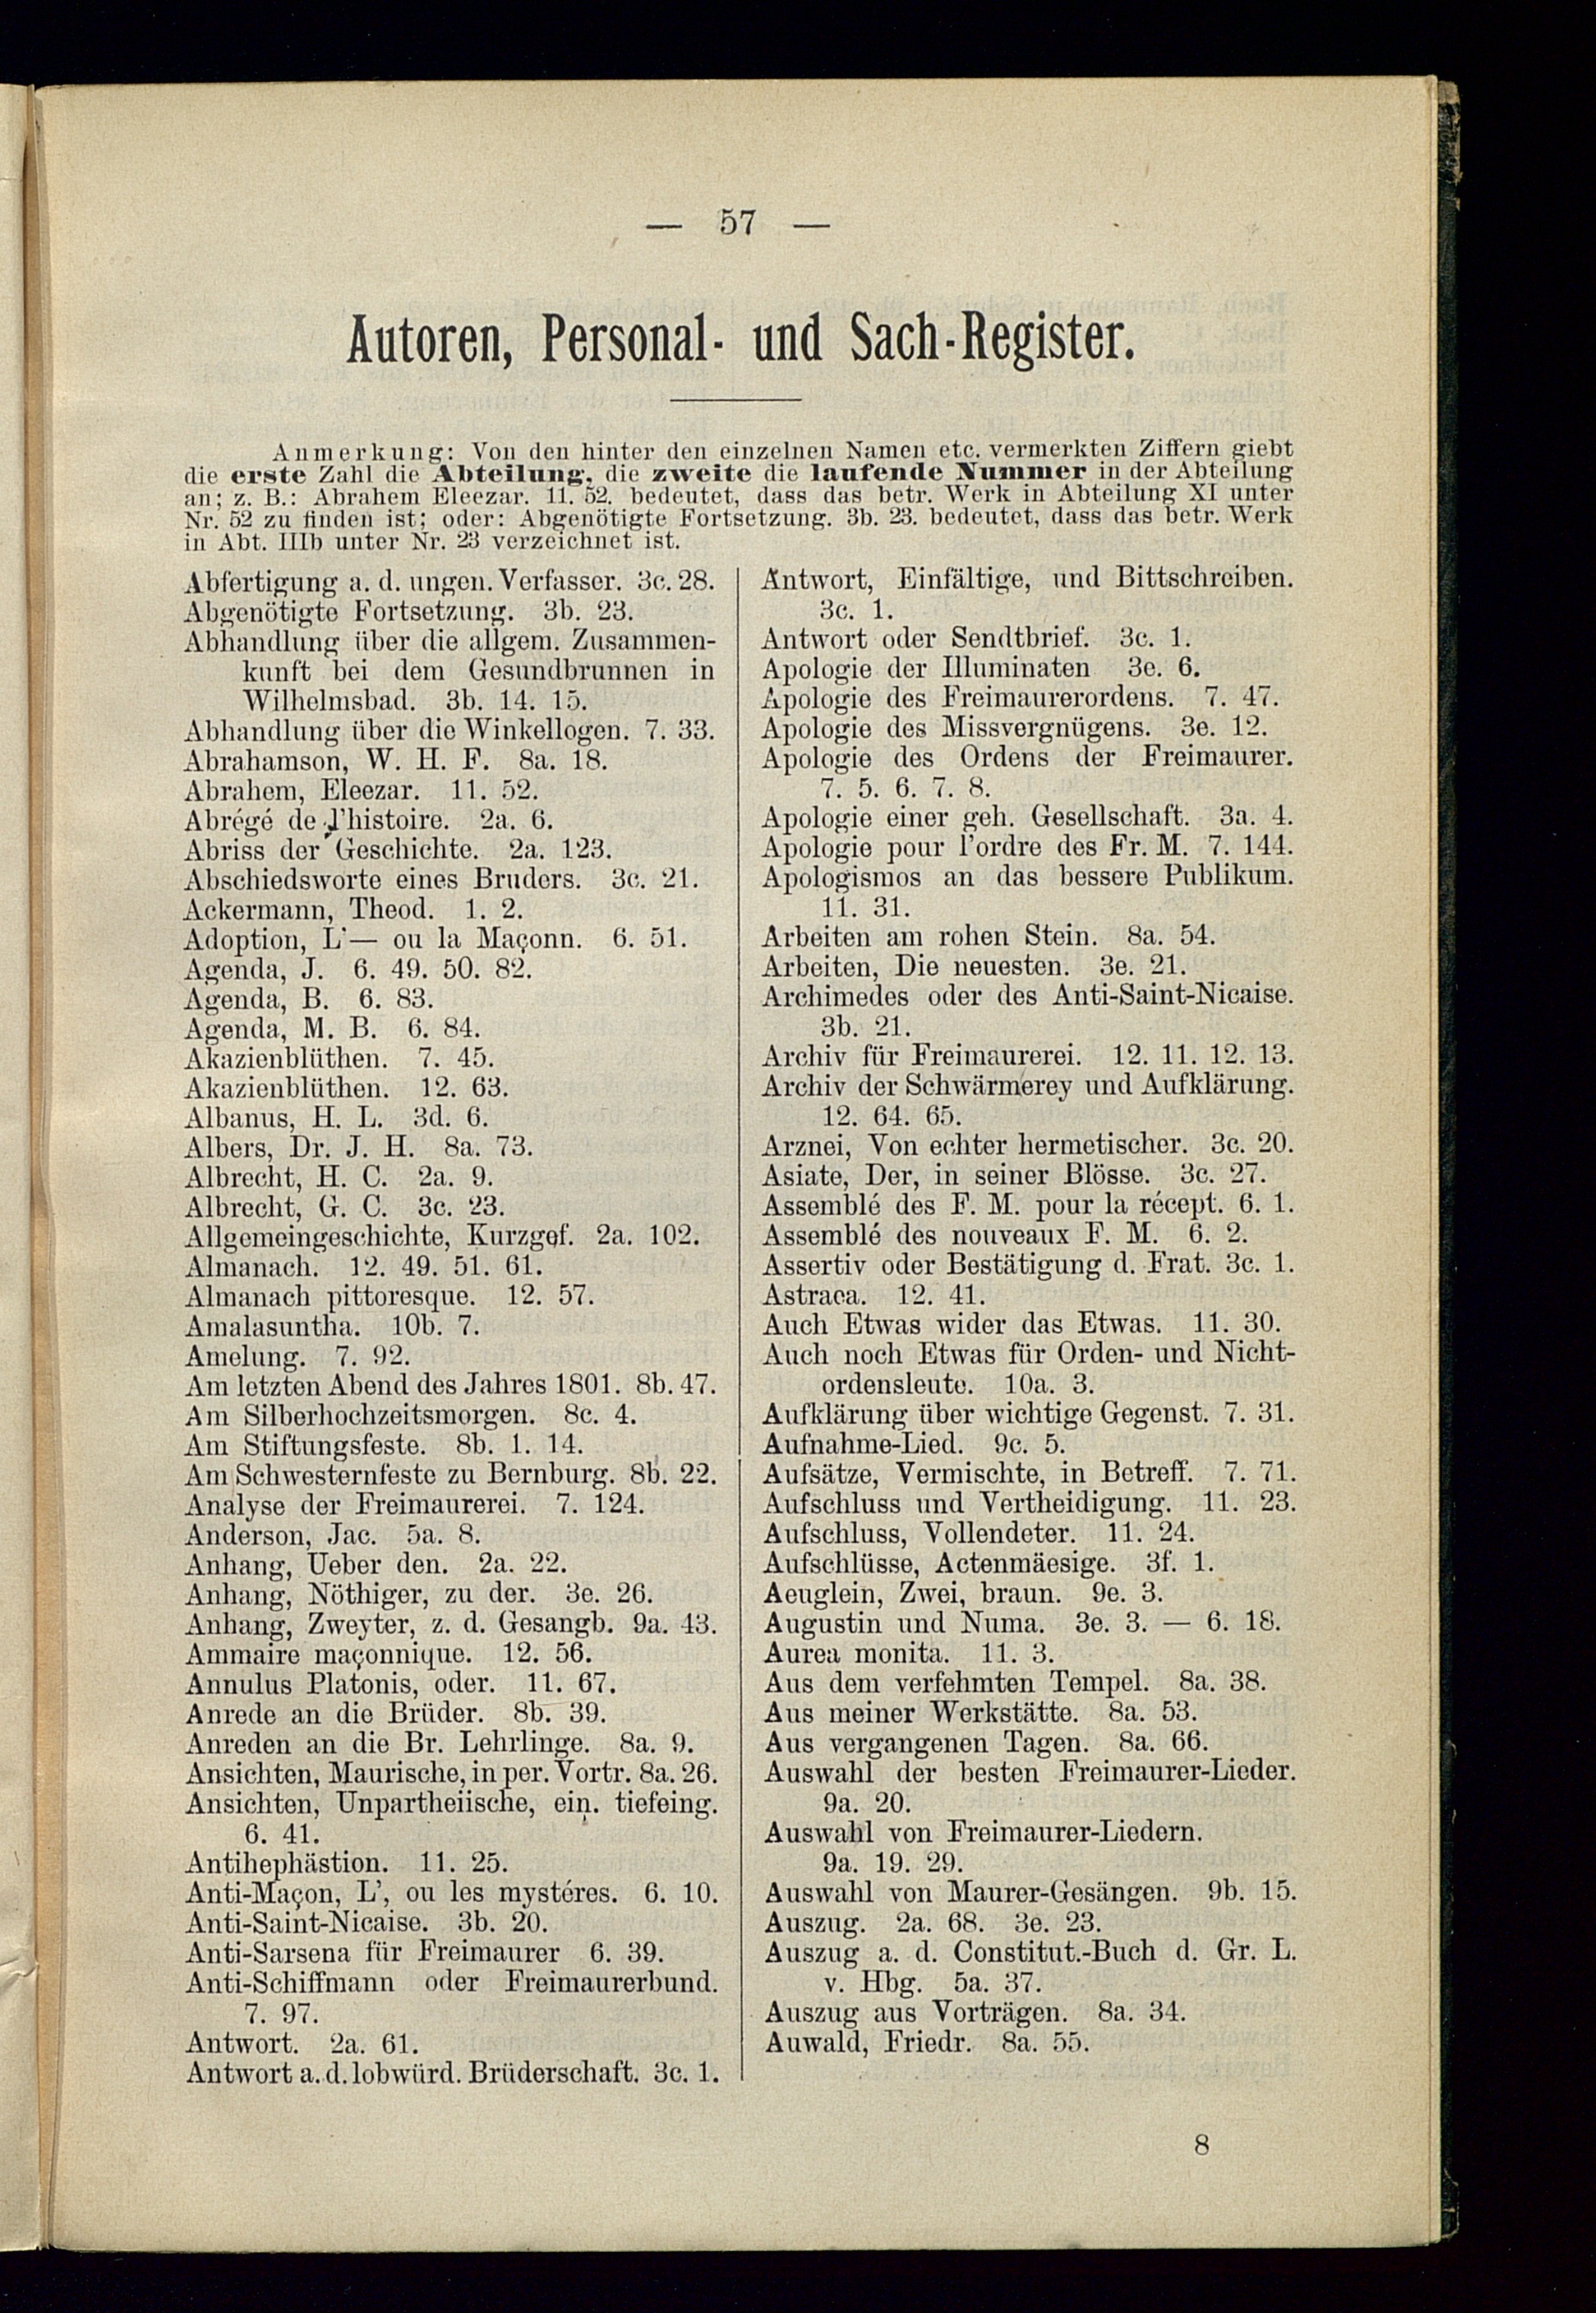 — 57 —
Autoren, Personal- und Sach-Register.
Anmerkung: Von den hinter den einzelnen Namen etc. vermerkten Ziffern giebt
die erste Zahl die Abteilung, die zweite die laufende Nummer in der Abteilung
an; z. B.: Abrahem Eleezar. 11. 52. bedeutet, dass das betr. Werk in Abteilung XI unter
Nr. 52 zu finden ist; oder: Abgenötigte Fortsetzung. 3b. 23. bedeutet, dass das betr. Werk
in Abt. IIIb unter Nr. 23 verzeichnet ist.
Abfertigung a. d. ungen. Verfasser. 3c. 28.
Abgenötigte Fortsetzung. 3b. 23.
Abhandlung über die allgem. Zusammen-
kunft bei dem Gesundbrunnen in
Wilhelmsbad. 3b. 14. 15.
Abhandlung über die Winkellogen. 7. 33.
Abrahamson, W. H. F. 8a. 18.
Abrahem, Eleezar. 11. 52.
Abrégé de l'histoire. 2a. 6.
Abriss der Geschichte. 2a. 123.
Abschiedsworte eines Bruders. 3c. 21.
Ackermann, Theod. 1. 2.
Adoption, L'— ou la Maçonn. 6. 51.
Agenda, J. 6. 49. 50. 82.
Agenda, B. 6. 83.
Agenda, M. B. 6. 84.
Akazienblüthen. 7. 45.
Akazienblüthen. 12. 63.
Albanus, H. L. 3d. 6.
Albers, Dr. J. H. 8a. 73.
Albrecht, H. C. 2a. 9.
Albrecht, G. C. 3c. 23.
Allgemeingeschichte, Kurzgef. 2a. 102.
Almanach. 12. 49. 51. 61.
Almanach pittoresque. 12. 57.
Amalasuntha. 10b. 7.
Amelung. 7. 92.
Am letzten Abend des Jahres 1801. 8b. 47.
Am Silberhochzeitsmorgen. 8c. 4.
Am Stiftungsfeste. 8b. 1. 14.
Am Schwesternfeste zu Bernburg. 8b. 22.
Analyse der Freimaurerei. 7. 124.
Anderson, Jac. 5a. 8.
Anhang, Ueber den. 2a. 22.
Anhang, Nöthiger, zu der. 3e. 26.
Anhang, Zweyter, z. d. Gesangb. 9a. 43.
Ammaire maçonnique. 12. 56.
Annulus Platonis, oder. 11. 67.
Anrede an die Brüder. 8b. 39.
Anreden an die Br. Lehrlinge. 8a. 9.
Ansichten, Maurische, in per. Vortr. 8a. 26.
Ansichten, Unpartheiische, ein. tiefeing.
6. 41.
Antihephästion. 11. 25.
Anti-Maçon, L', ou les mystéres. 6. 10.
Anti-Saint-Nicaise. 3b. 20.
Anti-Sarsena für Freimaurer 6. 39.
Anti-Schiffmann oder Freimaurerbund.
7. 97.
Antwort. 2a. 61.
Antwort a. d. lobwürd. Brüderschaft. 3c. 1.
Antwort, Einfältige, und Bittschreiben.
3c. 1.
Antwort oder Sendtbrief. 3c. 1.
Apologie der Illuminaten 3e. 6.
Apologie des Freimaurerordens. 7. 47.
Apologie des Missvergnügens. 3e. 12.
Apologie des Ordens der Freimaurer.
7. 5. 6. 7. 8.
Apologie einer geh. Gesellschaft. 3a. 4.
Apologie pour l'ordre des Fr. M. 7. 144.
Apologismos an das bessere Publikum.
11. 31.
Arbeiten am rohen Stein. 8a. 54.
Arbeiten, Die neuesten. 3e. 21.
Archimedes oder des Anti-Saint-Nicaise.
3b. 21.
Archiv für Freimaurerei. 12. 11. 12. 13.
Archiv der Schwärmerey und Aufklärung.
12. 64. 65.
Arznei, Von echter hermetischer. 3c. 20.
Asiate, Der, in seiner Blösse. 3c. 27.
Assemblé des F. M. pour la récept. 6. 1.
Assemblé des nouveaux F. M. 6. 2.
Assertiv oder Bestätigung d. Frat. 3c. 1.
Astraea. 12. 41.
Auch Etwas wider das Etwas. 11. 30.
Auch noch Etwas für Orden- und Nicht-
ordensleute. 10a. 3.
Aufklärung über wichtige Gegenst. 7. 31.
Aufnahme-Lied. 9c. 5.
Aufsätze, Vermischte, in Betreff. 7. 71.
Aufschluss und Vertheidigung. 11. 23.
Aufschluss, Vollendeter. 11. 24.
Aufschlüsse, Actenmäesige. 3f. 1.
Aeuglein, Zwei, braun. 9e. 3.
Augustin und Numa. 3e. 3. — 6. 18.
Aurea monita. 11. 3.
Aus dem verfehmten Tempel. 8a. 38.
Aus meiner Werkstätte. 8a. 53.
Aus vergangenen Tagen. 8a. 66.
Auswahl der besten Freimaurer-Lieder.
9a. 20.
Auswahl von Freimaurer-Liedern.
9a. 19. 29.
Auswahl von Maurer-Gesängen. 9b. 15.
Auszug. 2a. 68. 3e. 23.
Auszug a. d. Constitut.-Buch d. Gr. L.
v. Hbg. 5a. 37.
Auszug aus Vorträgen. 8a. 34.
Auwald, Friedr. 8a. 55.
8